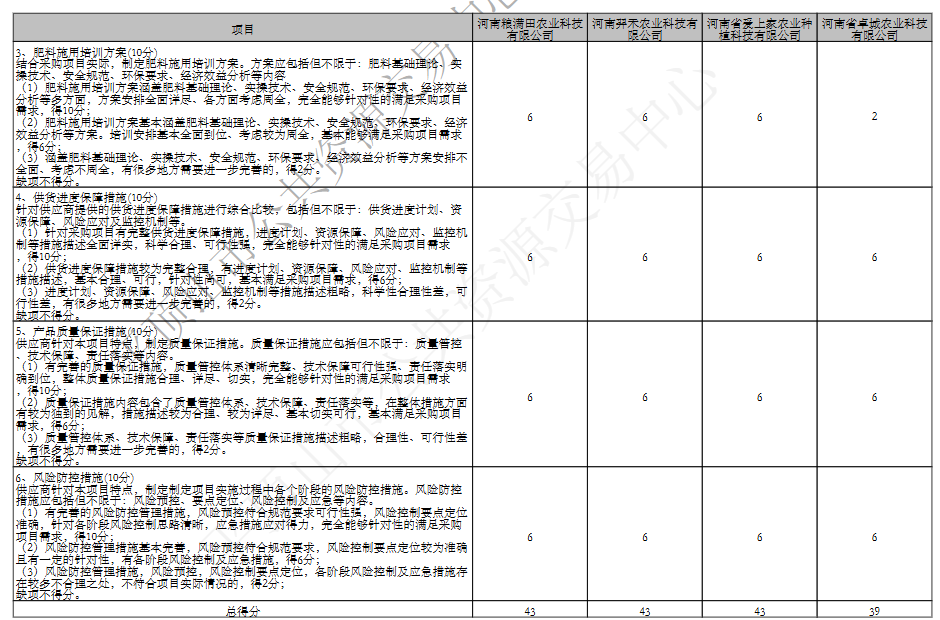 项目
河南粮满田农业科技有限公司
河南羿禾农业科技有限公司
河南省爱上家农业种植科技有限公司
河南省卓城农业科技有限公司
3、肥料施用培训方案(10分)
结合采购项目实际，制定肥料施用培训方案。方案应包括但不限于：肥料基础理论、实
操技术、安全规范、环保要求、经济效益分析等内容
（1）肥料施用培训方案涵盖肥料基础理论、实操技术、安全规范、环保要求、经济效益
分析等多方面，方案安排全面详尽、各方面考虑周全，完全能够针对性的满足采购项目
需求，得10分；
（2）肥料施用培训方案基本涵盖肥料基础理论、实操技术、安全规范、环保要求、经济
效益分析等方案。培训安排基本全面到位、考虑较为周全，基本能够满足采购项目需求
，得6分；
（3）涵盖肥料基础理论、实操技术、安全规范、环保要求、经济效益分析等方案安排不
全面、考虑不周全，有很多地方需要进一步完善的，得2分。
缺项不得分。
6
6
6
2
4、供货进度保障措施(10分)
针对供应商提供的供货进度保障措施进行综合比较，包括但不限于：供货进度计划、资
源保障、风险应对及监控机制等。
（1）针对采购项目有完整供货进度保障措施，进度计划、资源保障、风险应对、监控机
制等措施描述全面详实，科学合理、可行性强，完全能够针对性的满足采购项目需求
，得10分；
（2）供货进度保障措施较为完整合理，有进度计划、资源保障、风险应对、监控机制等
措施描述，基本合理、可行，针对性尚可，基本满足采购项目需求，得6分；
（3）进度计划、资源保障、风险应对、监控机制等措施描述粗略，科学性合理性差，可
行性差，有很多地方需要进一步完善的，得2分。
缺项不得分。
6
6
6
6
5、产品质量保证措施(10分)
供应商针对本项目特点，制定质量保证措施。质量保证措施应包括但不限于：质量管控
、技术保障、责任落实等内容。
（1）有完善的质量保证措施，质量管控体系清晰完整、技术保障可行性强、责任落实明
确到位，整体质量保证措施合理、详尽、切实，完全能够针对性的满足采购项目需求
，得10分；
（2）质量保证措施内容包含了质量管控体系、技术保障、责任落实等，在整体措施方面
有较为独到的见解，措施描述较为合理、较为详尽、基本切实可行，基本满足采购项目
需求，得6分；
（3）质量管控体系、技术保障、责任落实等质量保证措施描述粗略，合理性、可行性差
，有很多地方需要进一步完善的，得2分。
缺项不得分。
6
6
6
6
6、风险防控措施(10分)
供应商针对本项目特点，制定制定项目实施过程中各个阶段的风险防控措施。风险防控
措施应包括但不限于：风险预控、要点定位、风险控制及应急等内容。
（1）有完善的风险防控管理措施，风险预控符合规范要求可行性强，风险控制要点定位
准确，针对各阶段风险控制思路清晰，应急措施应对得力，完全能够针对性的满足采购
项目需求，得10分；
（2）风险防控管理措施基本完善，风险预控符合规范要求，风险控制要点定位较为准确
且有一定的针对性，有各阶段风险控制及应急措施，得6分；
（3）风险防控管理措施，风险预控，风险控制要点定位，各阶段风险控制及应急措施存
在较多不合理之处，不符合项目实际情况的，得2分；
缺项不得分。
6
6
6
6
总得分
43
43
43
39